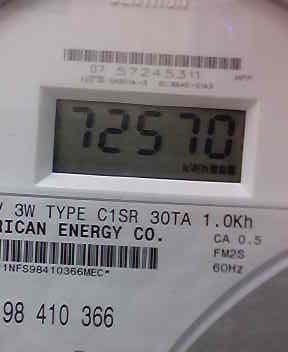 07 57245311
72570
kWh
V 3W TYPE C1SR 30TA 1.0Kh
RICAN ENERGY CO.
CA 0.5
FM2S
60Hz
1NFS98410366MEC*
98 410 366